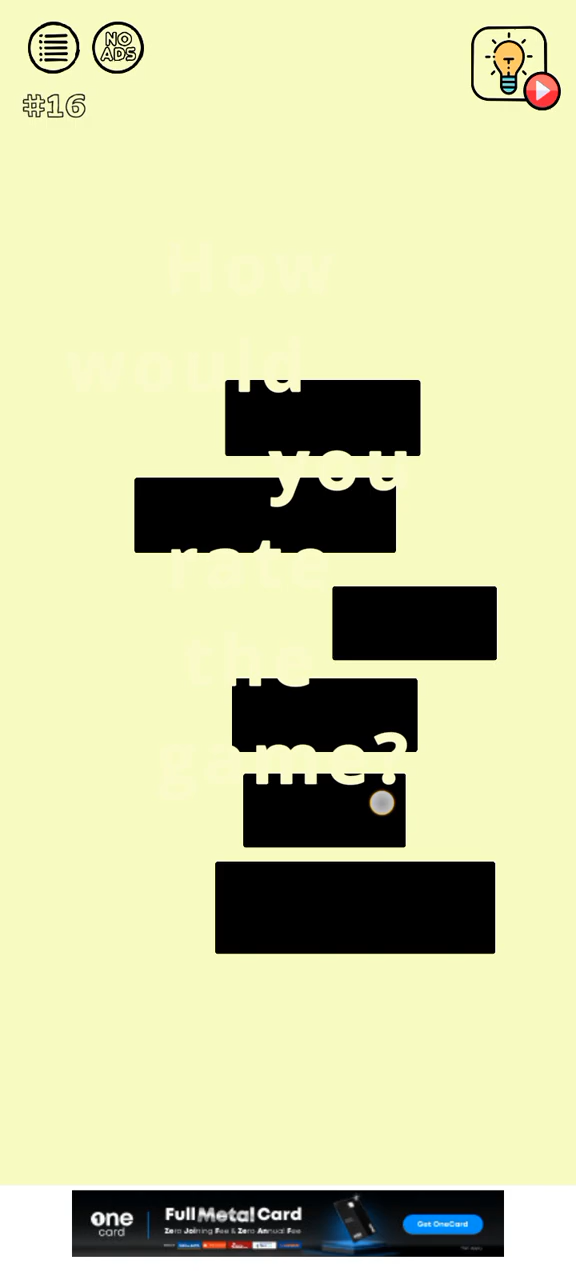 NO
ADS
#16
How
would
you
rate
the
game?
one
card
Full Metal Card
Zero Joining Fee & Zero Annual Fee
Get OneCard